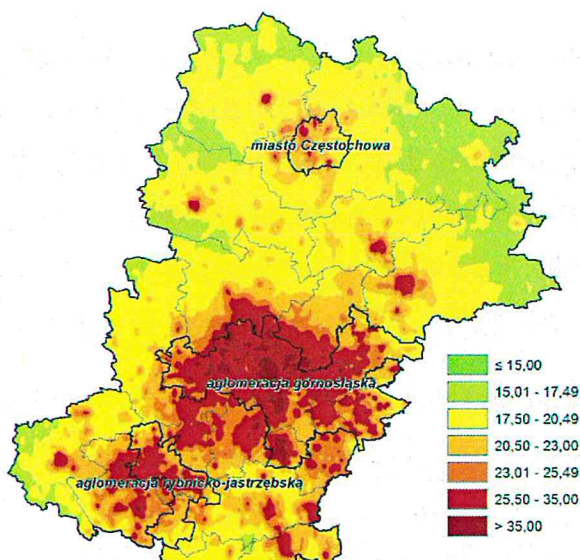 miasto Częstochowa
aglomeracja górnośląska
aglomeracja rybnicko-jastrzębska
≤ 15,00
15,01 - 17,49
17,50 - 20,49
20,50 - 23,00
23,01 - 25,49
25,50 - 35,00
> 35,00